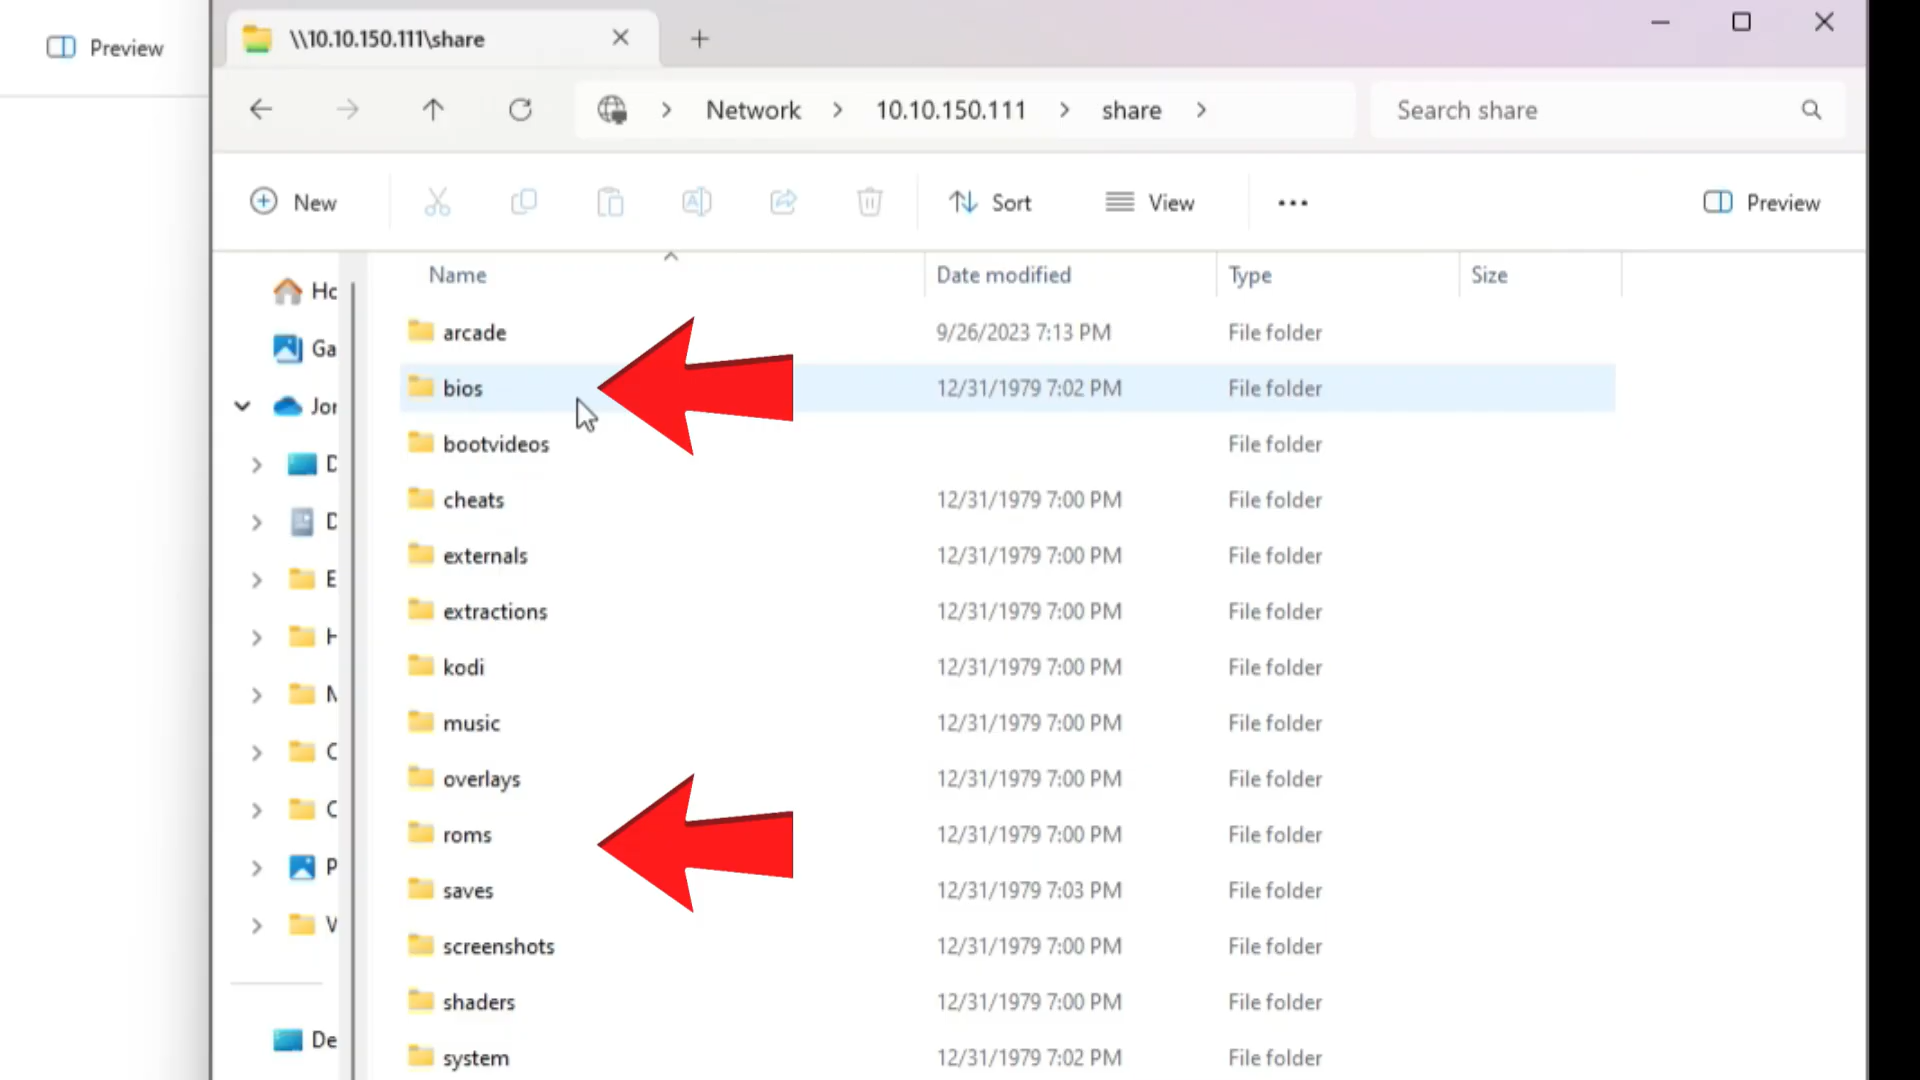 Preview
\\10.10.150.111\share
Network 10.10.150.111 share
Search share
New Sort View Preview
Name Date modified Type Size
arcade 9/26/2023 7:13 PM File folder
bios 12/31/1979 7:02 PM File folder
bootvideos File folder
cheats 12/31/1979 7:00 PM File folder
externals 12/31/1979 7:00 PM File folder
extractions 12/31/1979 7:00 PM File folder
kodi 12/31/1979 7:00 PM File folder
music 12/31/1979 7:00 PM File folder
overlays 12/31/1979 7:00 PM File folder
roms 12/31/1979 7:00 PM File folder
saves 12/31/1979 7:03 PM File folder
screenshots 12/31/1979 7:00 PM File folder
shaders 12/31/1979 7:00 PM File folder
system 12/31/1979 7:02 PM File folder